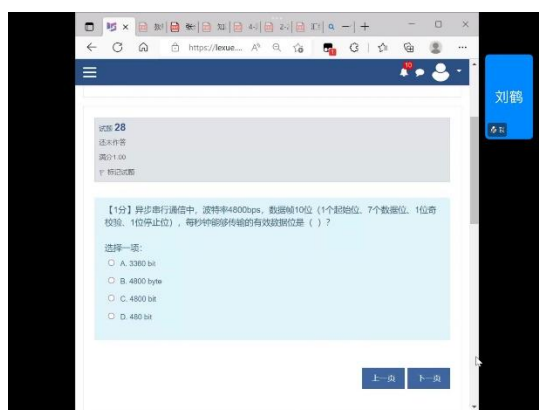 https://lexue...
10
刘鹤
试题 28
还未作答
满分1.00
标记试题
【1分】异步串行通信中，波特率4800bps，数据帧10位（1个起始位、7个数据位、1位奇
校验、1位停止位），每秒钟能够传输的有效数据位是（ ）？
选择一项：
A. 3360 bit
B. 4800 byte
C. 4800 bit
D. 480 bit
上一页
下一页